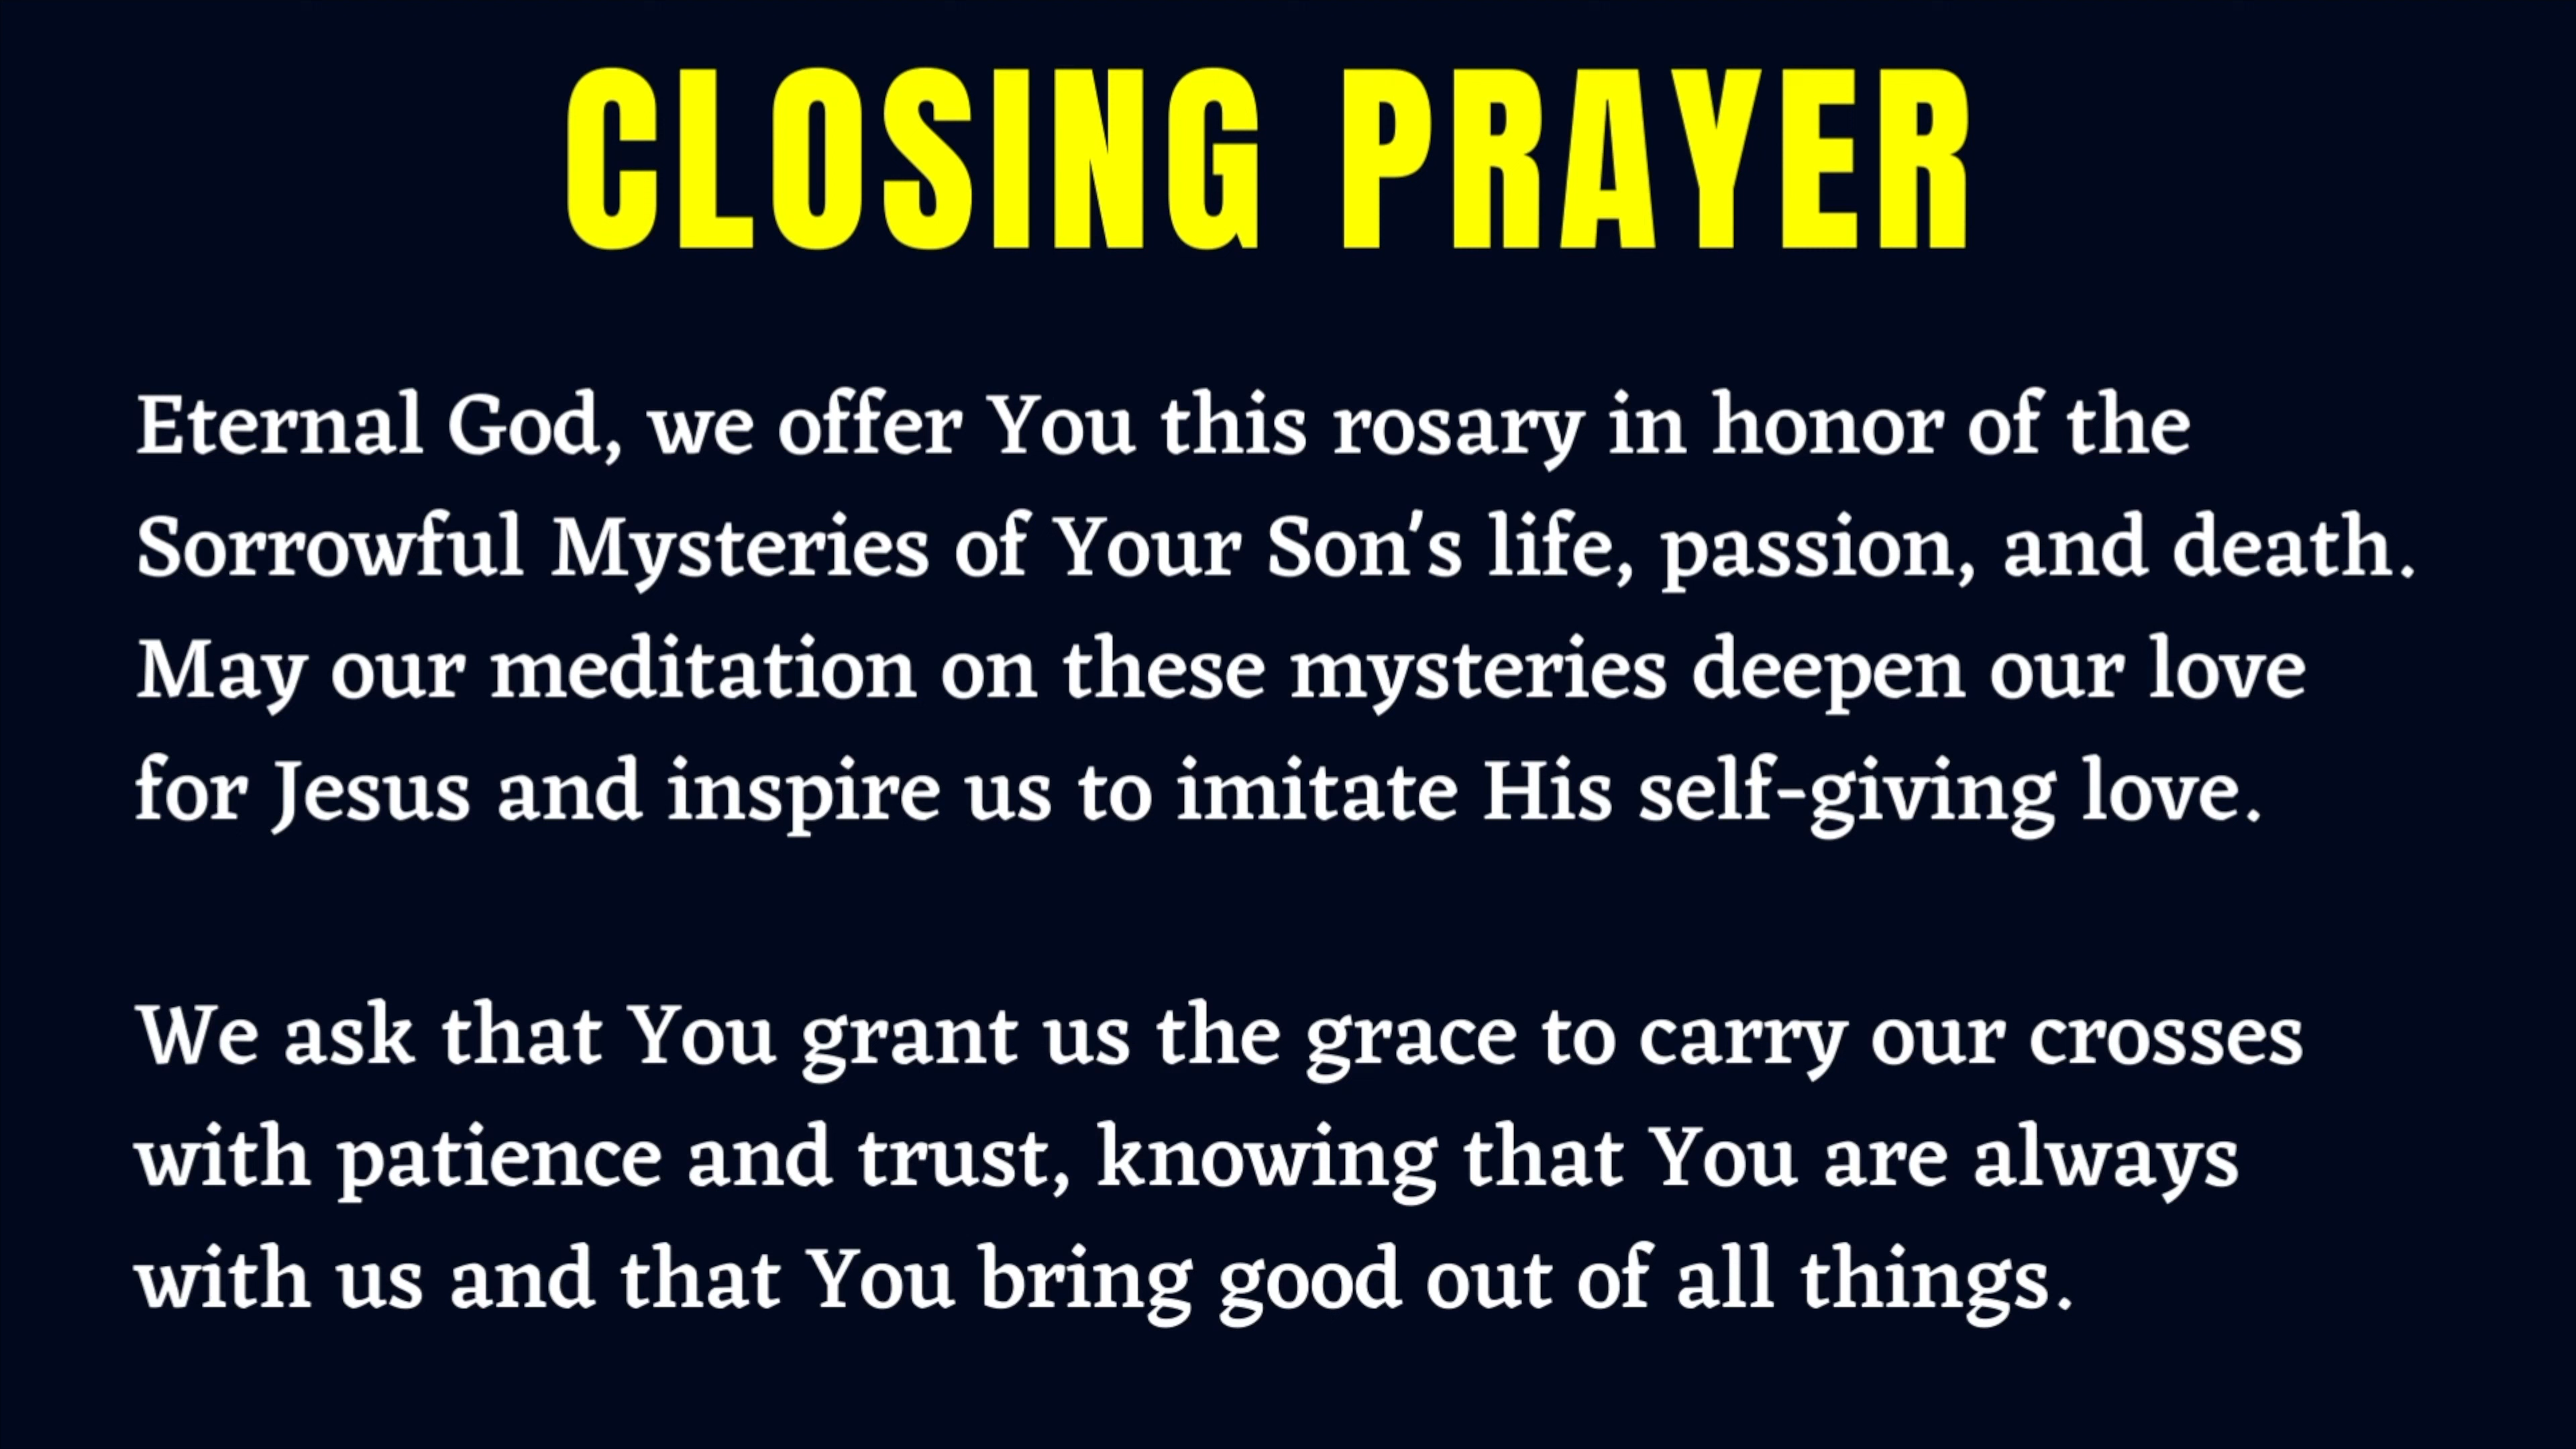 CLOSING PRAYER
Eternal God, we offer You this rosary in honor of the
Sorrowful Mysteries of Your Son's life, passion, and death.
May our meditation on these mysteries deepen our love
for Jesus and inspire us to imitate His self-giving love.
We ask that You grant us the grace to carry our crosses
with patience and trust, knowing that You are always
with us and that You bring good out of all things.